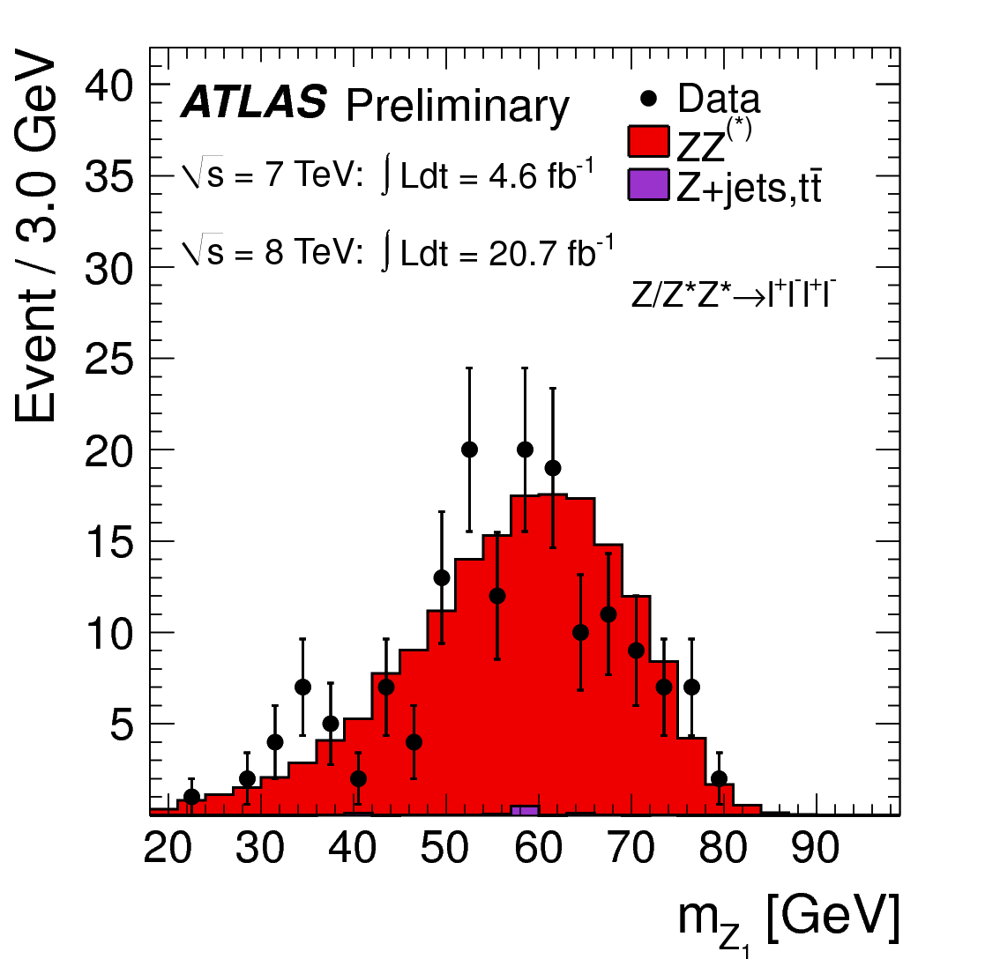 Event / 3.0 GeV
40
35
30
25
20
15
10
5
ATLAS Preliminary
√s = 7 TeV: ∫ Ldt = 4.6 fb⁻¹
√s = 8 TeV: ∫ Ldt = 20.7 fb⁻¹
Data
ZZ(*)
Z+jets,tt̄
Z/Z*Z*→l⁺l⁻l⁺l⁻
20 30 40 50 60 70 80 90
m_Z₁ [GeV]